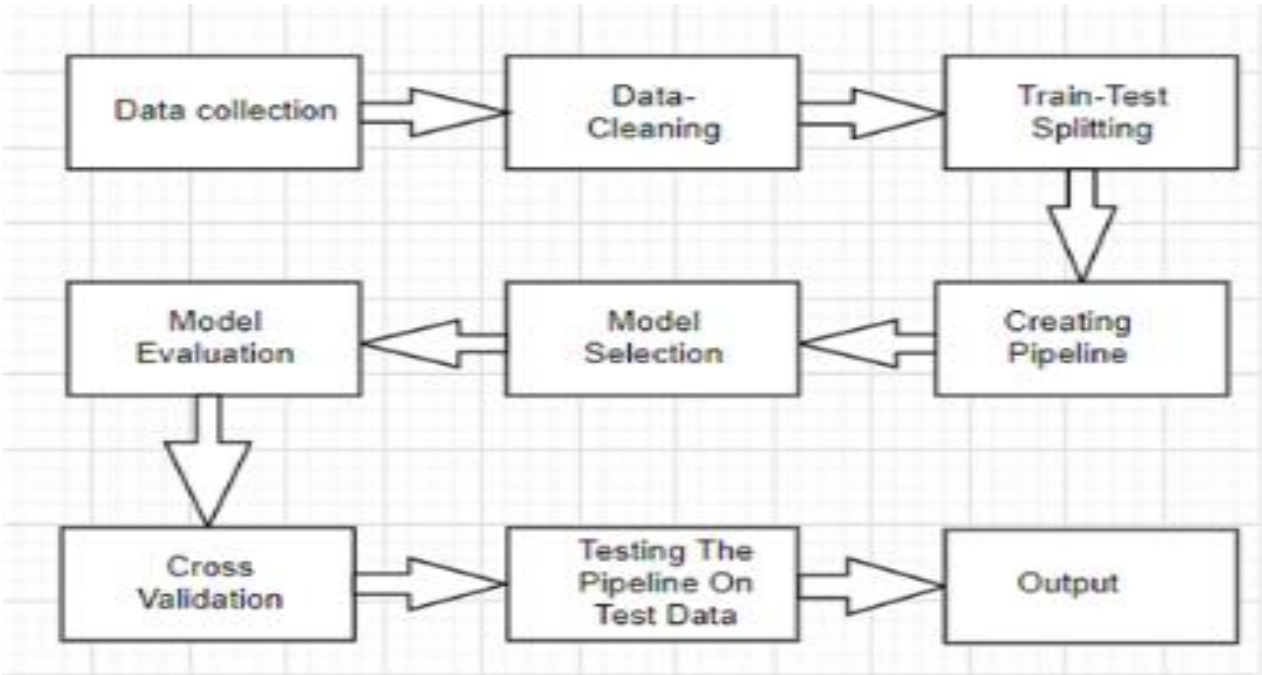 Data collection
Data-
Cleaning
Train-Test
Splitting
Creating
Pipeline
Model
Selection
Model
Evaluation
Cross
Validation
Testing The
Pipeline On
Test Data
Output